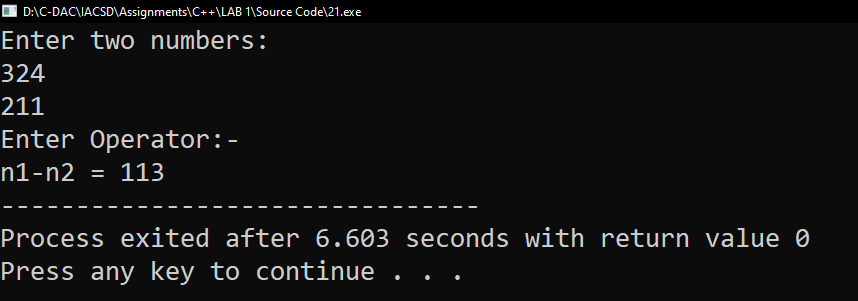 D:\C-DAC\IACSD\Assignments\C++\LAB 1\Source Code\21.exe
Enter two numbers:
324
211
Enter Operator:-
n1-n2 = 113
--------------------------------
Process exited after 6.603 seconds with return value 0
Press any key to continue . . .